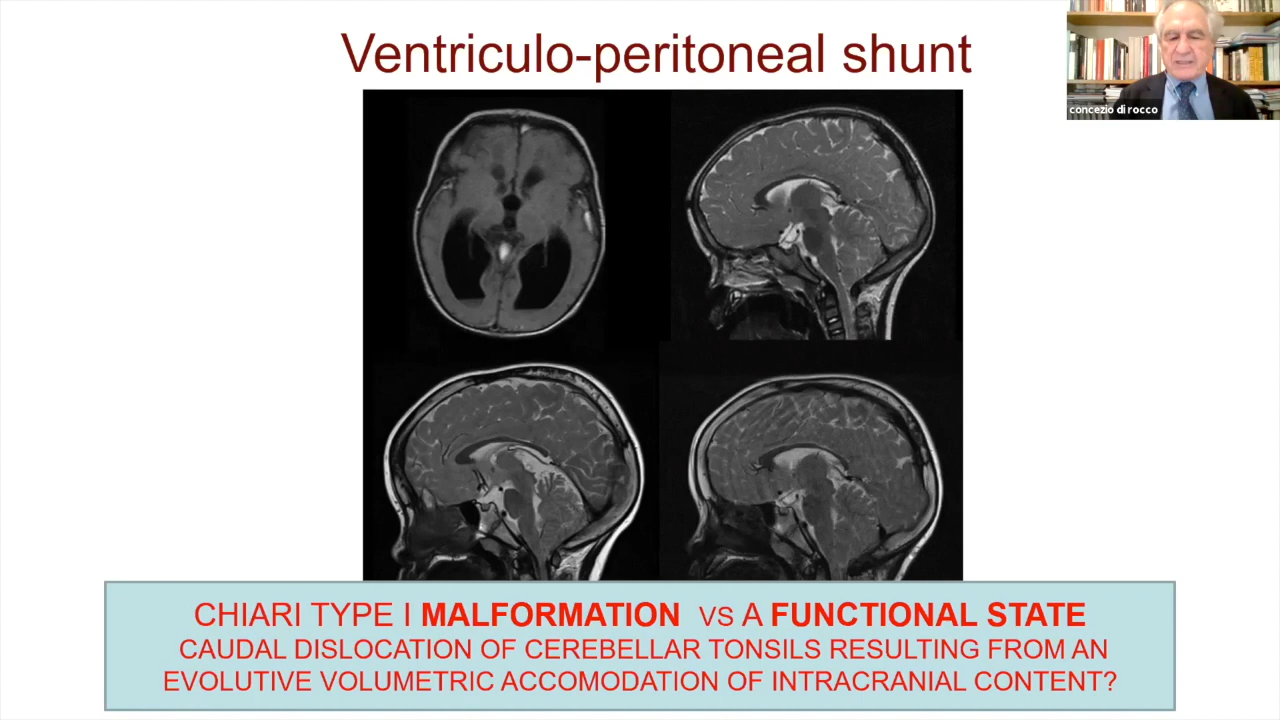 Ventriculo-peritoneal shunt
concezio di rocco
CHIARI TYPE I MALFORMATION VS A FUNCTIONAL STATE
CAUDAL DISLOCATION OF CEREBELLAR TONSILS RESULTING FROM AN
EVOLUTIVE VOLUMETRIC ACCOMODATION OF INTRACRANIAL CONTENT?